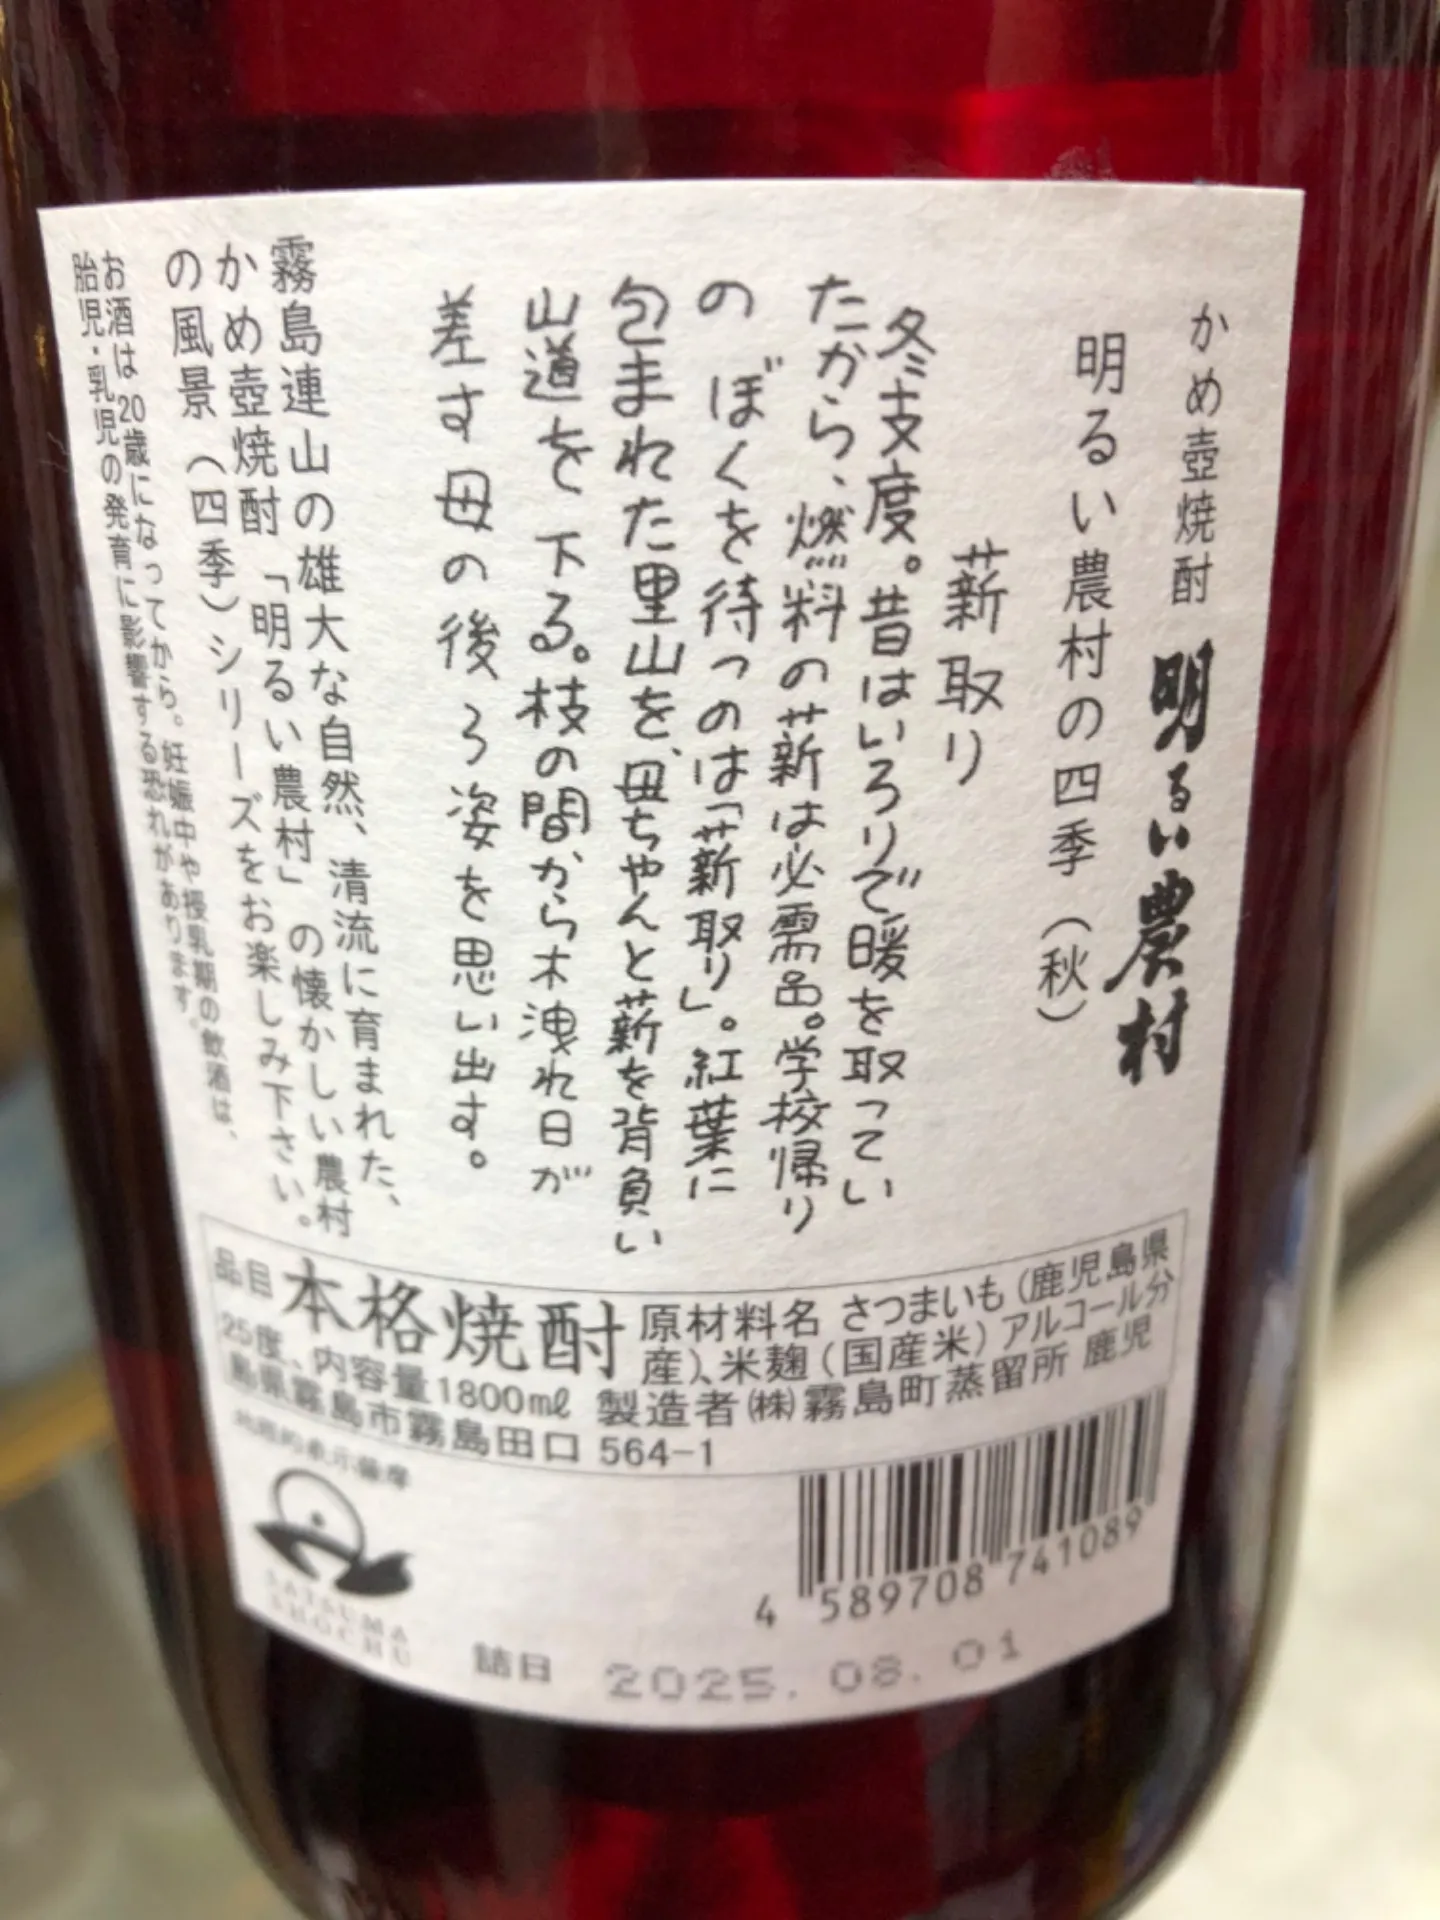 かめ壺焼酎 明るい農村
明るい農村の四季（秋）
薪取り
冬支度。昔はいろりで暖を取ってい
たから、燃料の薪は必需品。学校帰り
のぼくを待つのは「薪取り」。紅葉に
包まれた里山を、母ちゃんと薪を背負い
山道を下る。枝の間から木洩れ日が
差す母の後ろ姿を思い出す。
霧島連山の雄大な自然、清流に育まれた、
かめ壺焼酎「明るい農村」の懐かしい農村
の風景（四季）シリーズをお楽しみ下さい。
お酒は20歳になってから。妊娠中や授乳期の飲酒は、
胎児・乳児の発育に影響する恐れがあります。
品目 本格焼酎 原材料名 さつまいも（鹿児島県
産）、米麹（国産米）アルコール分
25度、内容量1800ml 製造者㈱霧島町蒸留所 鹿児
島県霧島市霧島田口 564-1
地理的表示薩摩
SATSUMA
SHOCHU
4 589708 741089
詰日 2025.08.01